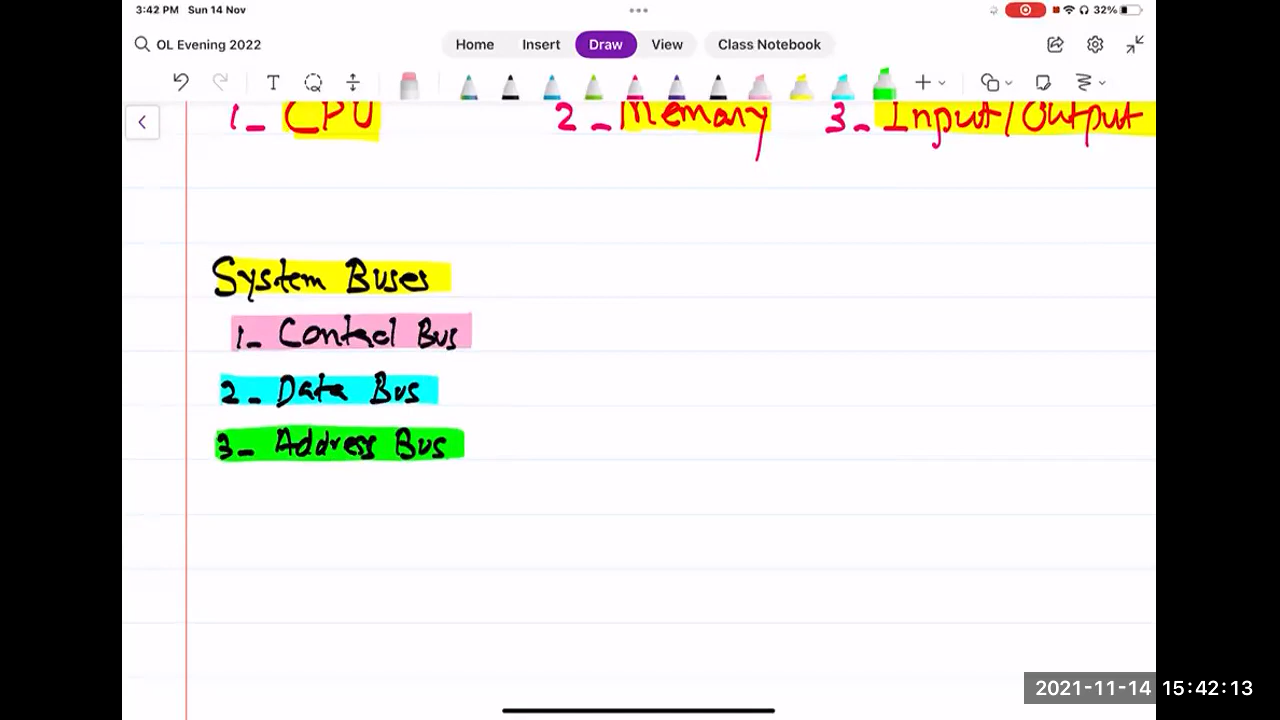 3:42 PM Sun 14 Nov
32%
OL Evening 2022
Home Insert Draw View Class Notebook
T
1_ CPU 2_ Memory 3_ Input/Output
System Buses
1_ Control Bus
2_ Data Bus
3_ Address Bus
2021-11-14 15:42:13